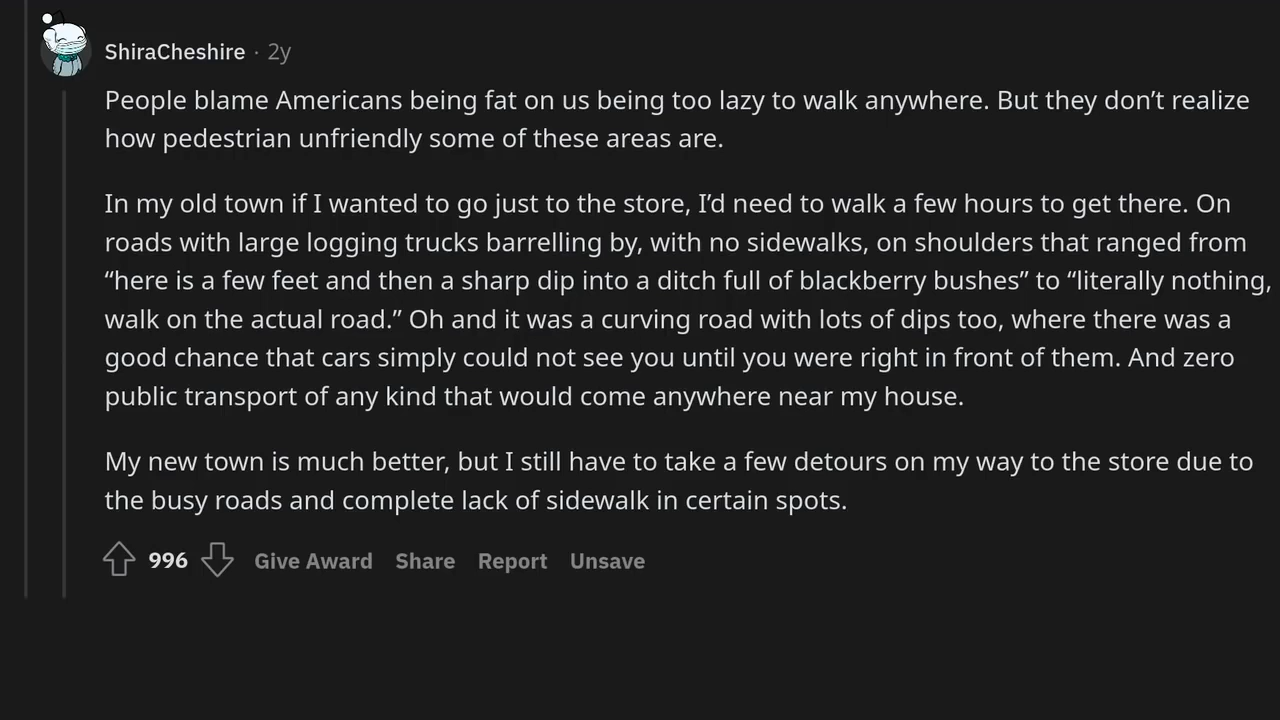 ShiraCheshire · 2y
People blame Americans being fat on us being too lazy to walk anywhere. But they don’t realize
how pedestrian unfriendly some of these areas are.
In my old town if I wanted to go just to the store, I’d need to walk a few hours to get there. On
roads with large logging trucks barrelling by, with no sidewalks, on shoulders that ranged from
“here is a few feet and then a sharp dip into a ditch full of blackberry bushes” to “literally nothing,
walk on the actual road.” Oh and it was a curving road with lots of dips too, where there was a
good chance that cars simply could not see you until you were right in front of them. And zero
public transport of any kind that would come anywhere near my house.
My new town is much better, but I still have to take a few detours on my way to the store due to
the busy roads and complete lack of sidewalk in certain spots.
996 Give Award Share Report Unsave